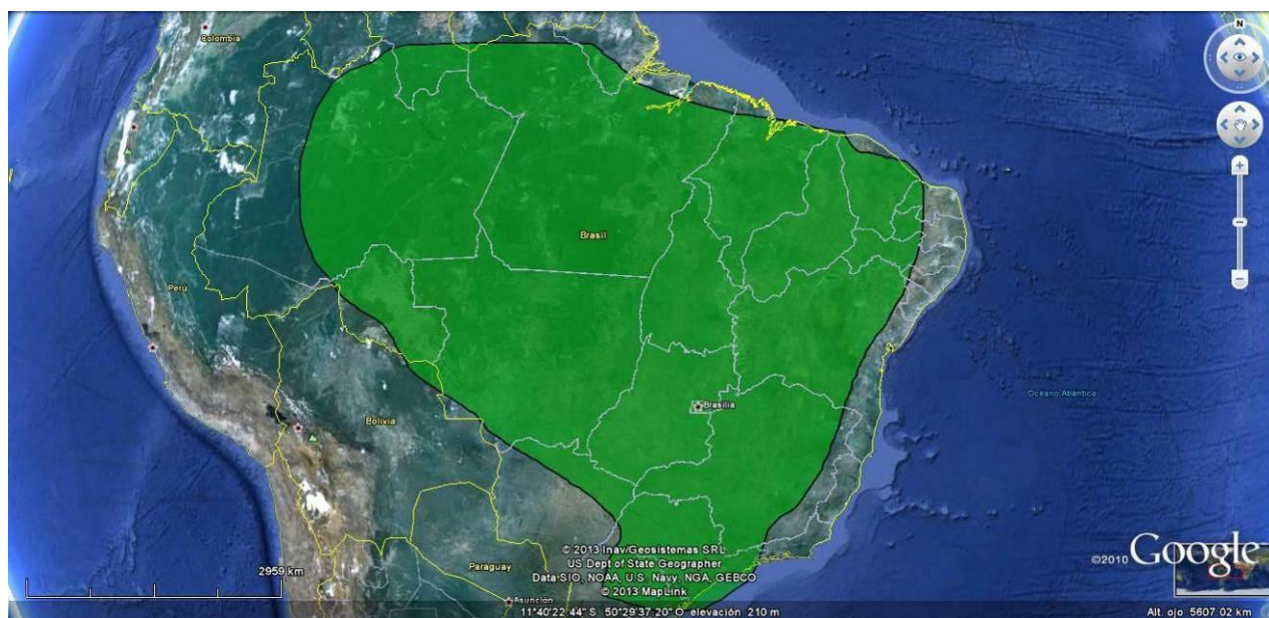 N
Colombia
Brasil
Perú
Brasilia
Oceano Atlántico
Bolivia
© 2013 Inav/Geosistemas SRL
US Dept of State Geographer
©2010 Google
Paraguay
2959 km
Data SIO, NOAA, U.S. Navy, NGA, GEBCO
© 2013 MapLink
Asunción
11°40'22.44" S 50°29'37.20" O elevación 210 m
Alt. ojo 5607.02 km